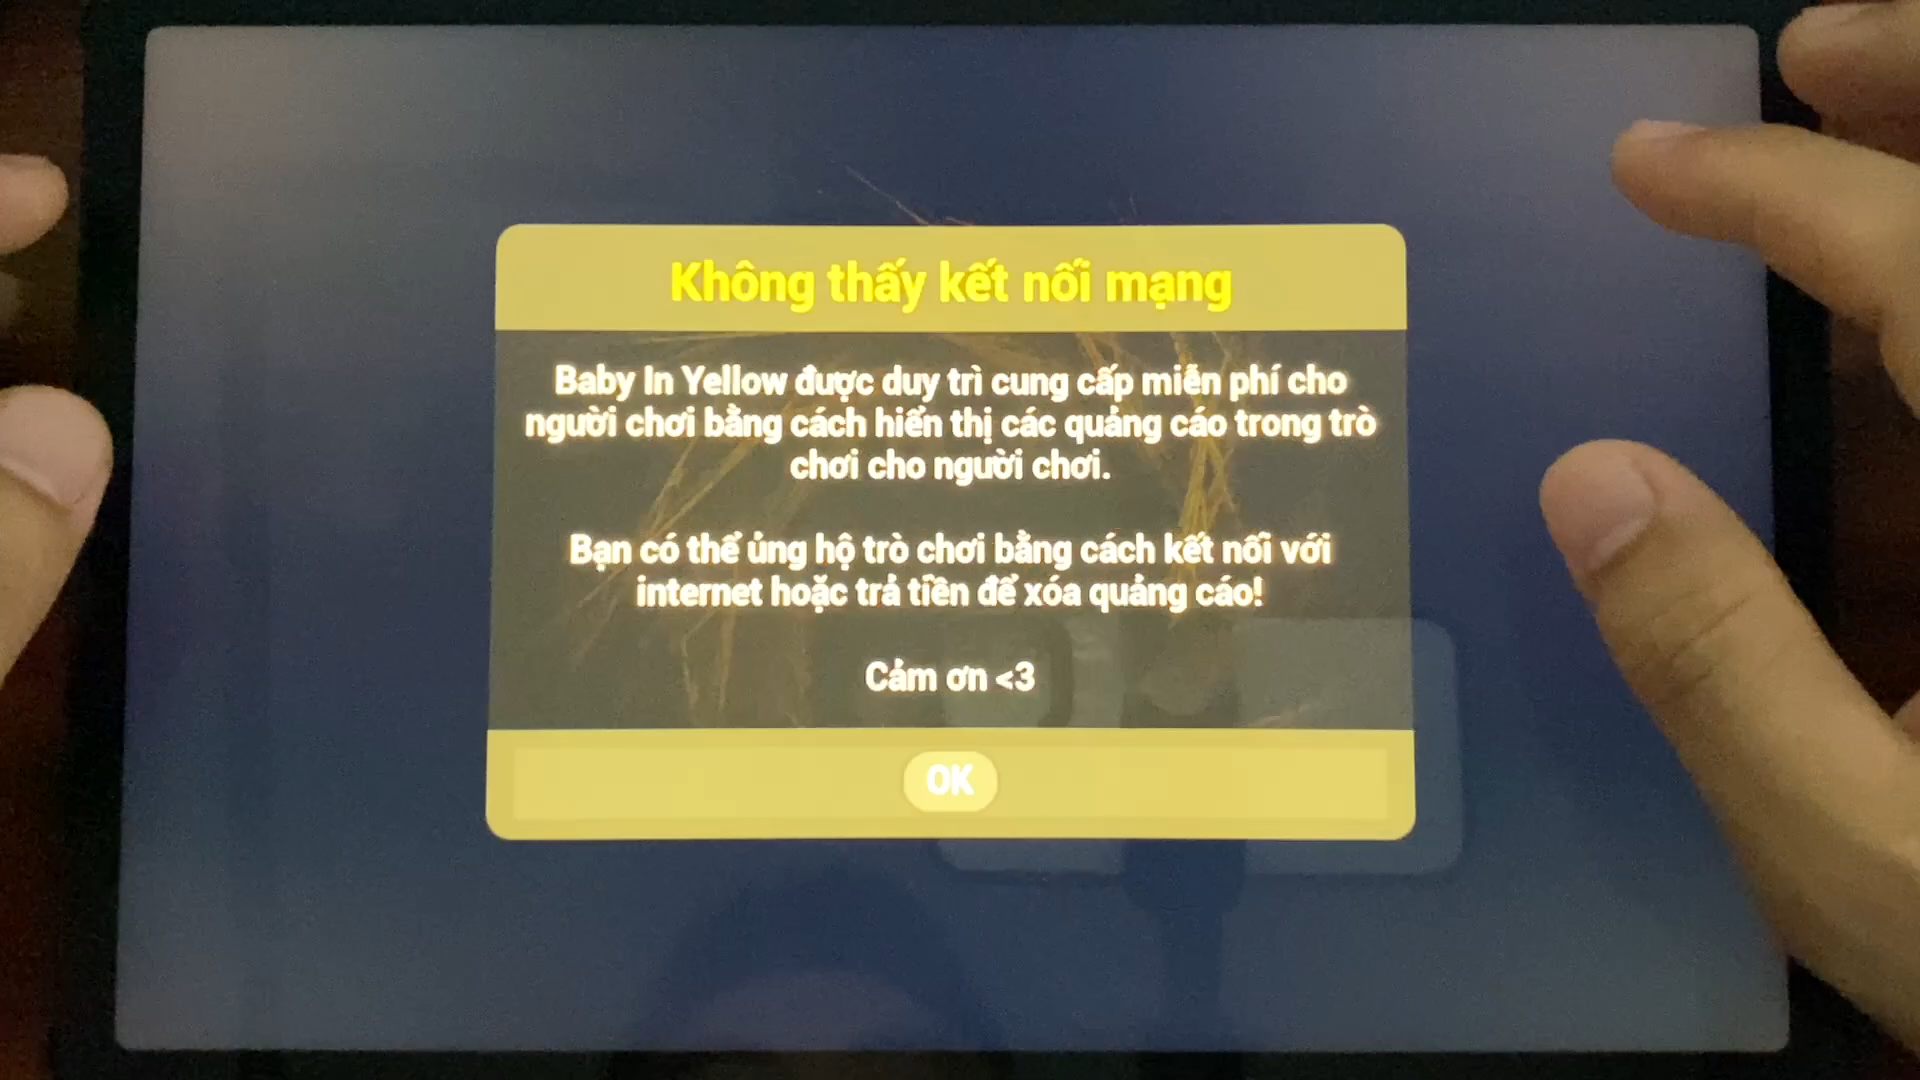 Không thấy kết nối mạng
Baby In Yellow được duy trì cung cấp miễn phí cho
người chơi bằng cách hiển thị các quảng cáo trong trò
chơi cho người chơi.
Bạn có thể ủng hộ trò chơi bằng cách kết nối với
internet hoặc trả tiền để xóa quảng cáo!
Cảm ơn <3
OK